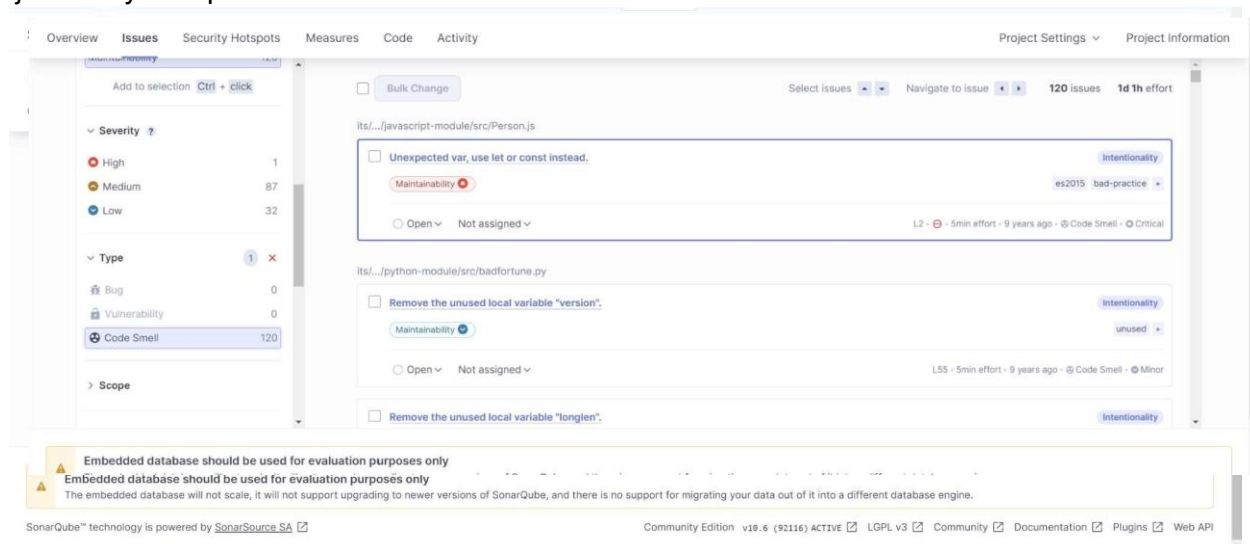 Overview Issues Security Hotspots Measures Code Activity Project Settings Project Information
Maintainability 120
Add to selection Ctrl + click
Bulk Change Select issues Navigate to issue 120 issues 1d 1h effort
Severity ?
High 1
Medium 87
Low 32
its/.../javascript-module/src/Person.js
Unexpected var, use let or const instead. Intentionality
Maintainability es2015 bad-practice +
Open Not assigned L2 • 5min effort • 9 years ago • Code Smell • Critical
Type 1
Bug 0
Vulnerability 0
Code Smell 120
Scope
its/.../python-module/src/badfortune.py
Remove the unused local variable "version". Intentionality
Maintainability unused +
Open Not assigned L55 • 5min effort • 9 years ago • Code Smell • Minor
Remove the unused local variable "longlen". Intentionality
Embedded database should be used for evaluation purposes only
Embedded database should be used for evaluation purposes only
The embedded database will not scale, it will not support upgrading to newer versions of SonarQube, and there is no support for migrating your data out of it into a different database engine.
SonarQube™ technology is powered by SonarSource SA Community Edition v10.6 (92116) ACTIVE LGPL v3 Community Documentation Plugins Web API